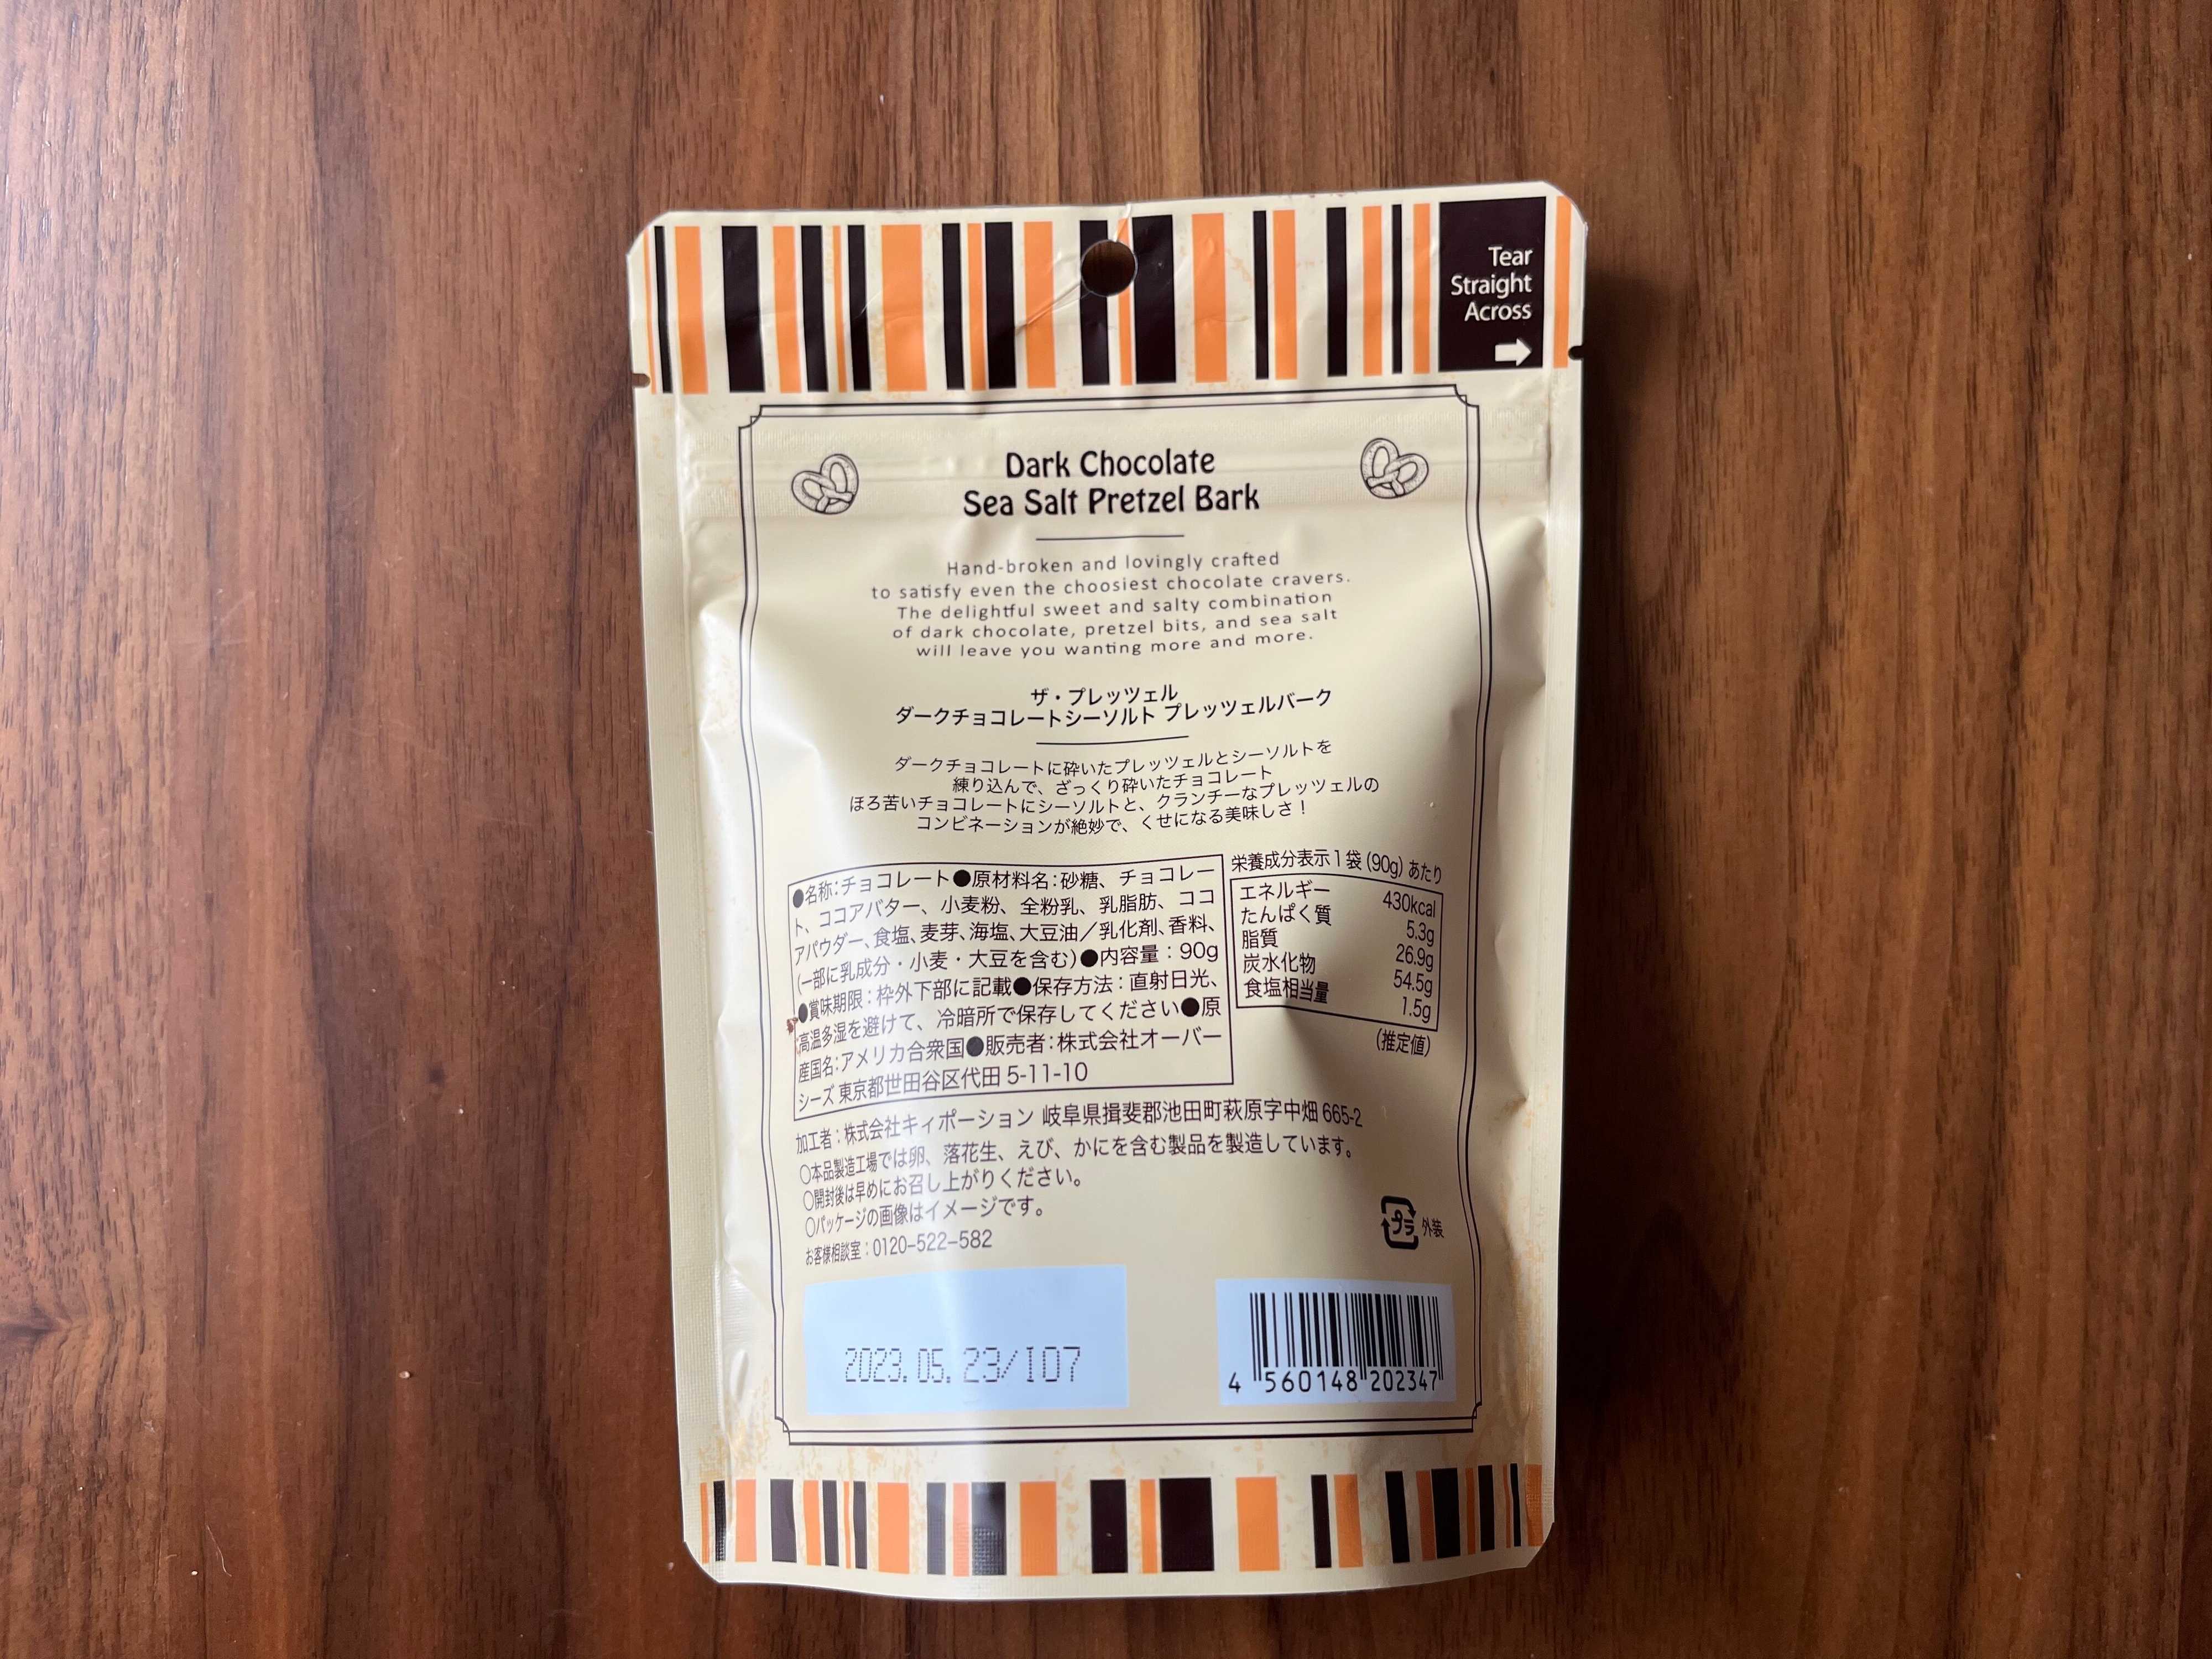 Tear
Straight
Across
Dark Chocolate
Sea Salt Pretzel Bark
Hand-broken and lovingly crafted
to satisfy even the choosiest chocolate cravers.
The delightful sweet and salty combination
of dark chocolate, pretzel bits, and sea salt
will leave you wanting more and more.
ザ・プレッツェル
ダークチョコレートシーソルト プレッツェルバーク
ダークチョコレートに砕いたプレッツェルとシーソルトを
練り込んで、ざっくり砕いたチョコレート
ほろ苦いチョコレートにシーソルトと、クランチーなプレッツェルの
コンビネーションが絶妙で、くせになる美味しさ!
●名称:チョコレート●原材料名:砂糖、チョコレー
ト、ココアバター、小麦粉、全粉乳、乳脂肪、ココ
アパウダー、食塩、麦芽、海塩、大豆油/乳化剤、香料、
(一部に乳成分・小麦・大豆を含む)●内容量:90g
●賞味期限:枠外下部に記載●保存方法:直射日光、
高温多湿を避けて、冷暗所で保存してください●原
産国名:アメリカ合衆国●販売者:株式会社オーバー
シーズ 東京都世田谷区代田 5-11-10
栄養成分表示1袋(90g)あたり
エネルギー 430kcal
たんぱく質 5.3g
脂質 26.9g
炭水化物 54.5g
食塩相当量 1.5g
(推定値)
加工者:株式会社キィポーション 岐阜県揖斐郡池田町萩原字中畑 665-2
○本品製造工場では卵、落花生、えび、かにを含む製品を製造しています。
○開封後は早めにお召し上がりください。
○パッケージの画像はイメージです。
お客様相談室:0120-522-582
プラ 外装
2023.05.23/I07
4 560148 202347